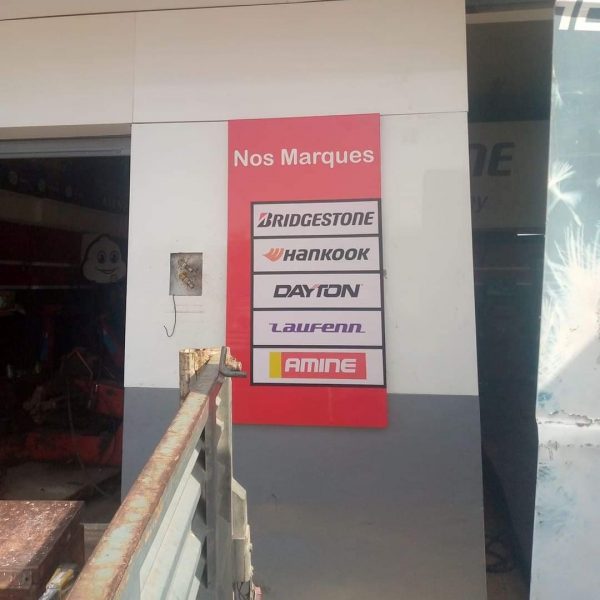 Nos Marques
BRIDGESTONE
HANKOOK
DAYTON
LAUFENN
AMINE